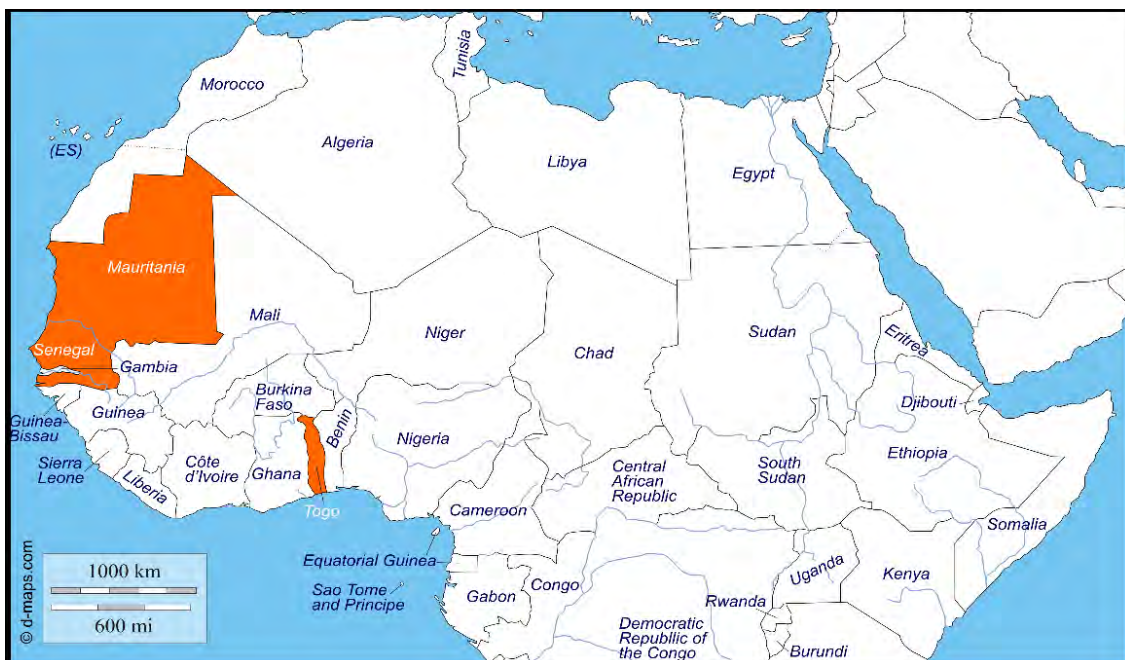 Tunisia
Morocco
Algeria
(ES)
Libya
Egypt
Mauritania
Mali
Niger
Chad
Sudan
Eritrea
Senegal
Gambia
Burkina
Faso
Benin
Nigeria
Djibouti
Guinea
Guinea-
Bissau
Sierra
Leone
Liberia
Côte
d'Ivoire
Ghana
Togo
Cameroon
Central
African
Republic
South
Sudan
Ethiopia
Somalia
Equatorial Guinea
Sao Tome
and Principe
Gabon
Congo
Uganda
Kenya
Rwanda
Democratic
Republlic of
the Congo
Burundi
1000 km
600 mi
© d-maps.com